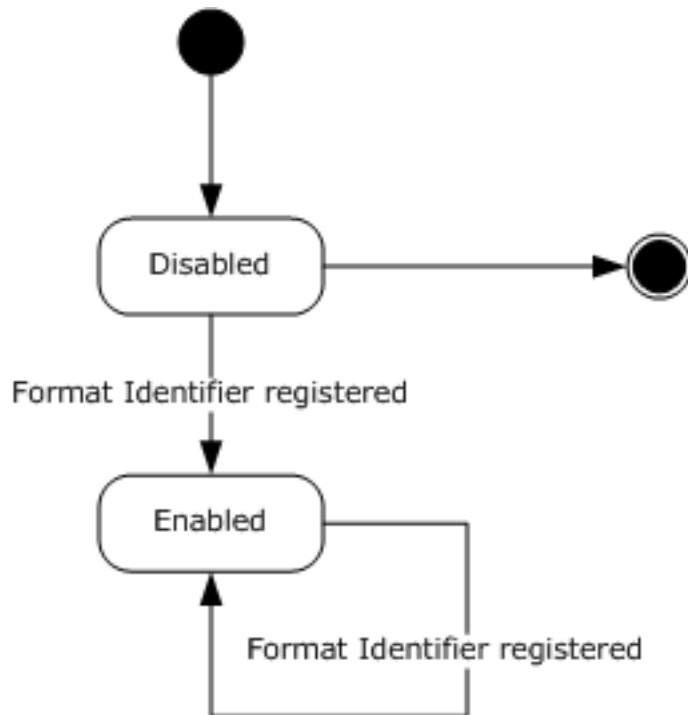 Disabled
Format Identifier registered
Enabled
Format Identifier registered